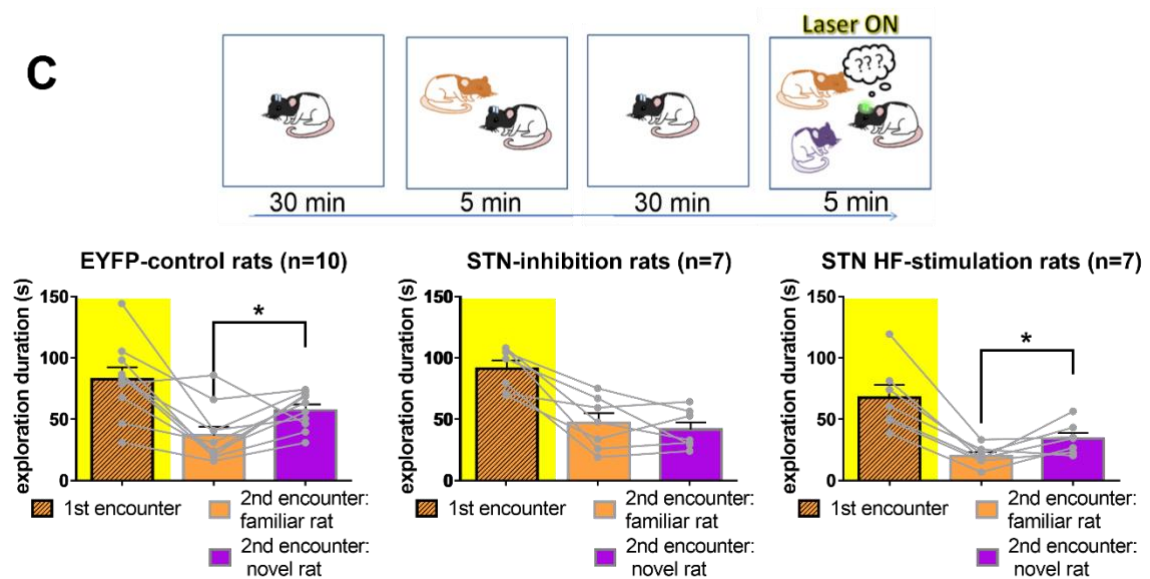 C
Laser ON
???
30 min
5 min
30 min
5 min
EYFP-control rats (n=10)
exploration duration (s)
150
100
50
0
*
1st encounter
2nd encounter:
familiar rat
2nd encounter:
novel rat
STN-inhibition rats (n=7)
exploration duration (s)
150
100
50
0
1st encounter
2nd encounter:
familiar rat
2nd encounter:
novel rat
STN HF-stimulation rats (n=7)
exploration duration (s)
150
100
50
0
*
1st encounter
2nd encounter:
familiar rat
2nd encounter:
novel rat